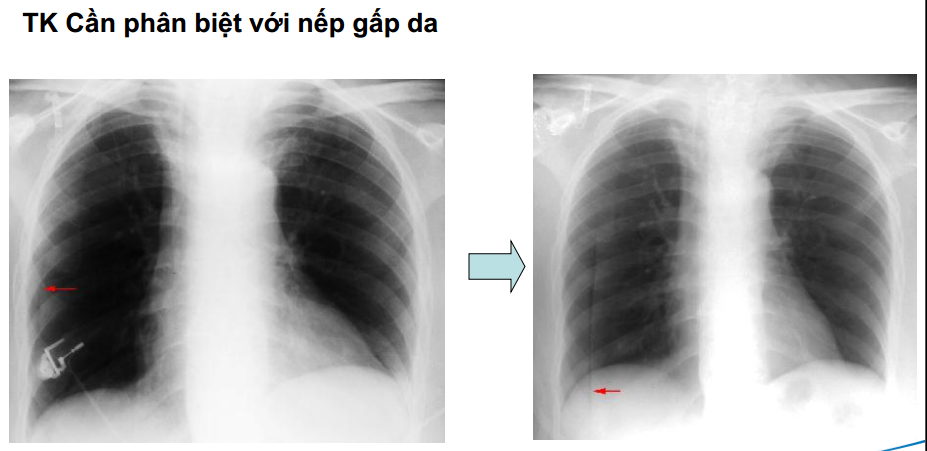 TK Cần phân biệt với nếp gấp da